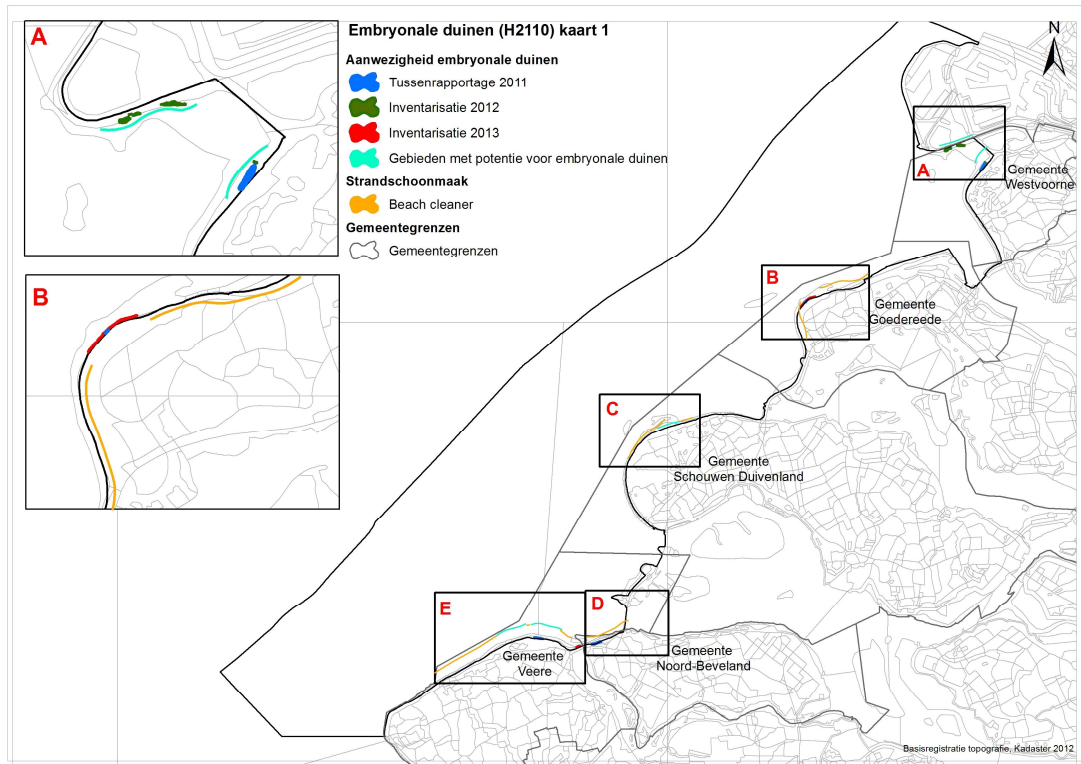 A
B
Embryonale duinen (H2110) kaart 1
Aanwezigheid embryonale duinen
Tussenrapportage 2011
Inventarisatie 2012
Inventarisatie 2013
Gebieden met potentie voor embryonale duinen
Strandschoonmaak
Beach cleaner
Gemeentegrenzen
Gemeentegrenzen
N
A
Gemeente
Westvoorne
B
Gemeente
Goedereede
C
Gemeente
Schouwen Duivenland
D
Gemeente
Noord-Beveland
E
Gemeente
Veere
Basisregistratie topografie, Kadaster 2012